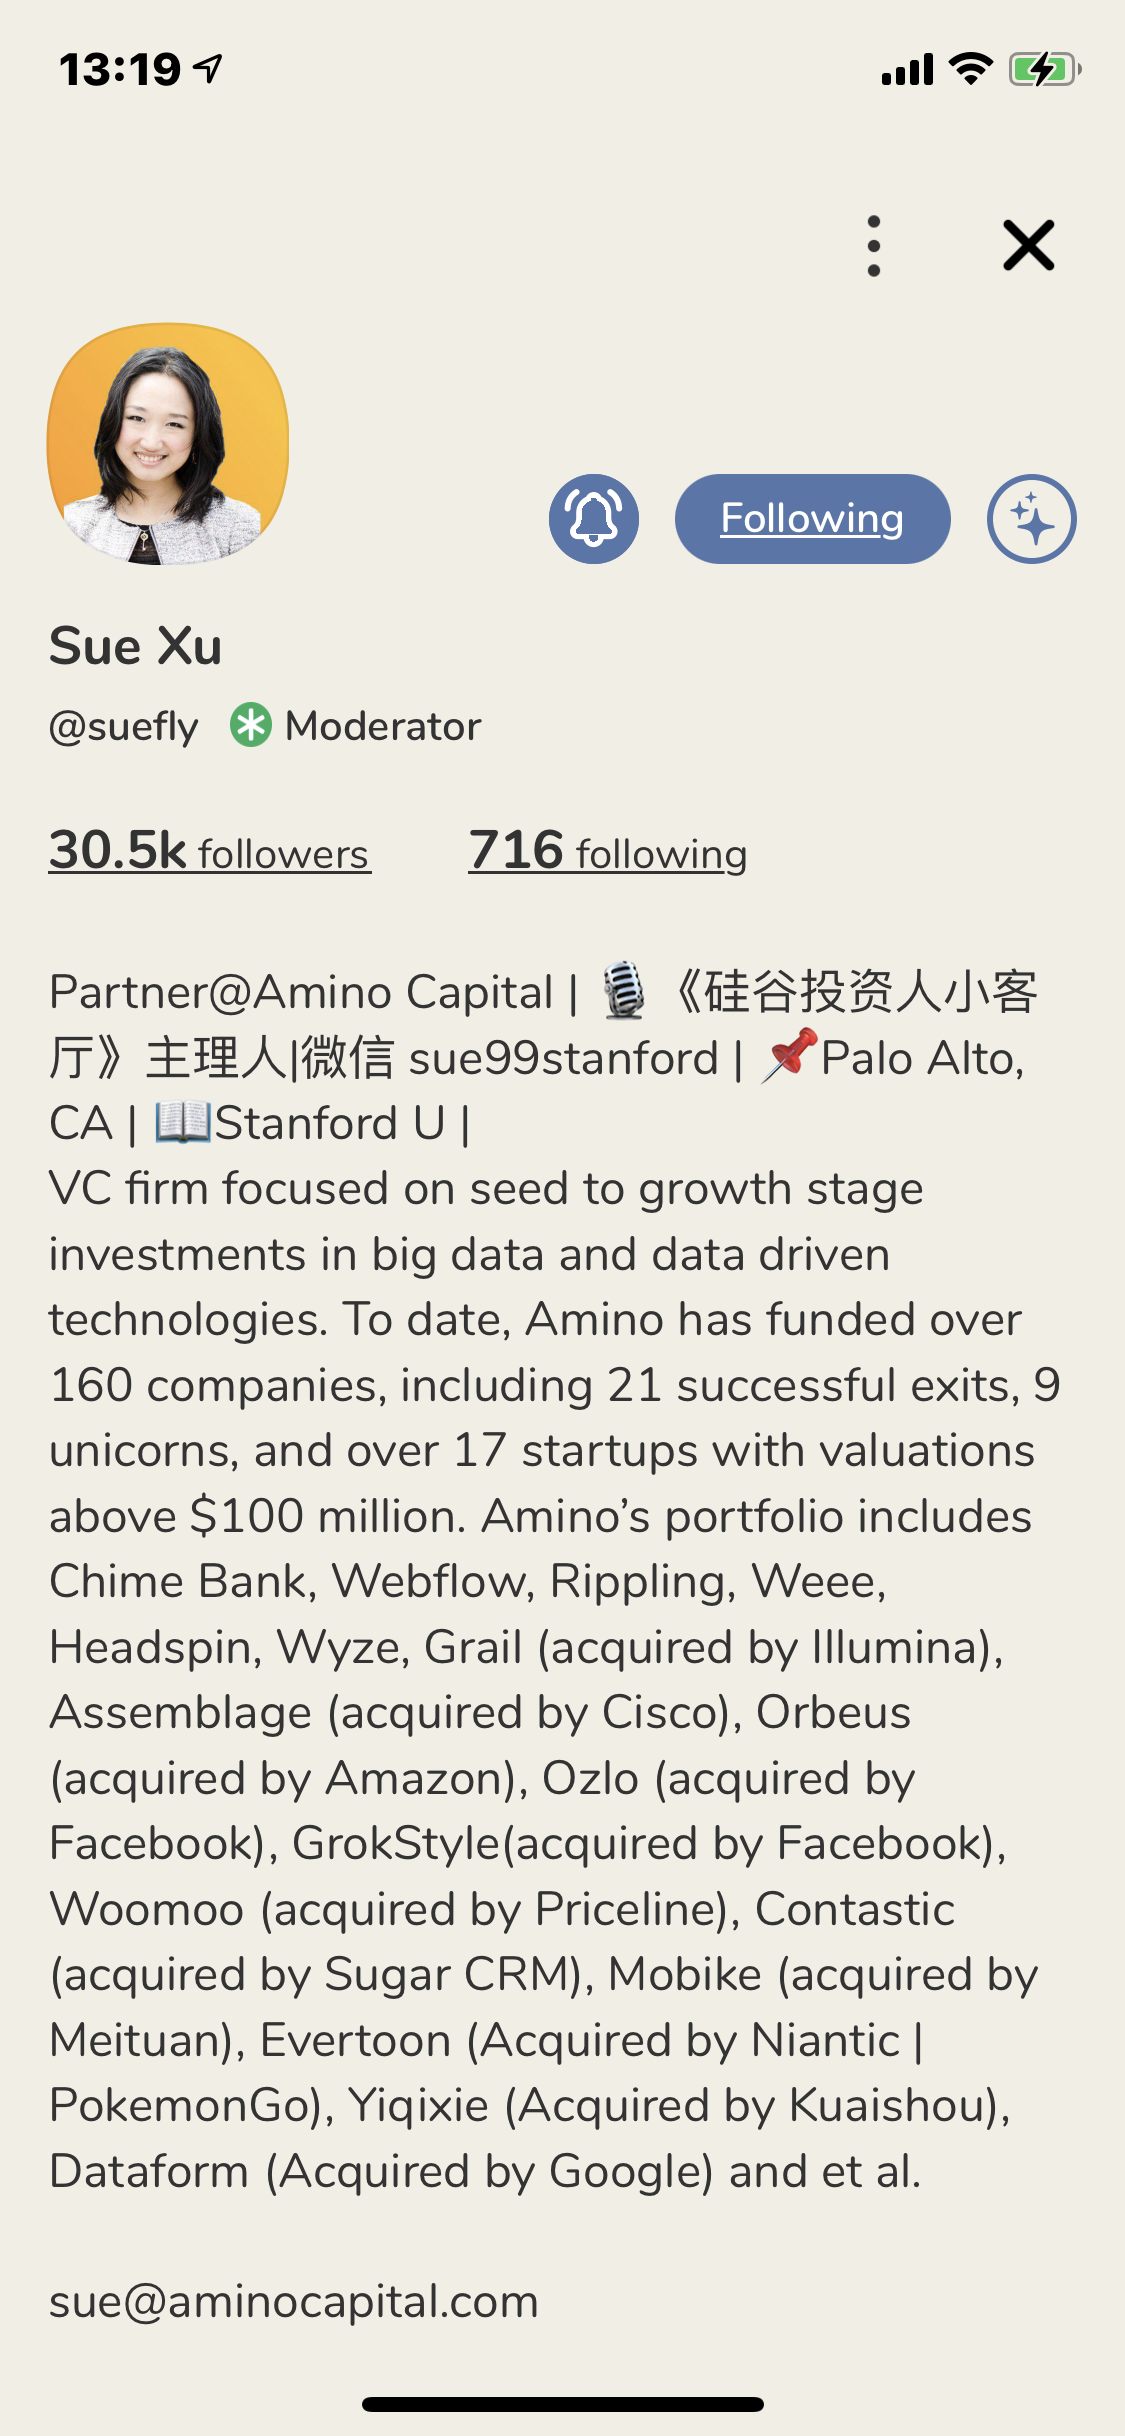 13:19
Following
Sue Xu
@suefly Moderator
30.5k followers 716 following
Partner@Amino Capital | 🎙《硅谷投资人小客
厅》主理人|微信 sue99stanford | 📌Palo Alto,
CA | 📖Stanford U |
VC firm focused on seed to growth stage
investments in big data and data driven
technologies. To date, Amino has funded over
160 companies, including 21 successful exits, 9
unicorns, and over 17 startups with valuations
above $100 million. Amino’s portfolio includes
Chime Bank, Webflow, Rippling, Weee,
Headspin, Wyze, Grail (acquired by Illumina),
Assemblage (acquired by Cisco), Orbeus
(acquired by Amazon), Ozlo (acquired by
Facebook), GrokStyle(acquired by Facebook),
Woomoo (acquired by Priceline), Contastic
(acquired by Sugar CRM), Mobike (acquired by
Meituan), Evertoon (Acquired by Niantic |
PokemonGo), Yiqixie (Acquired by Kuaishou),
Dataform (Acquired by Google) and et al.
sue@aminocapital.com